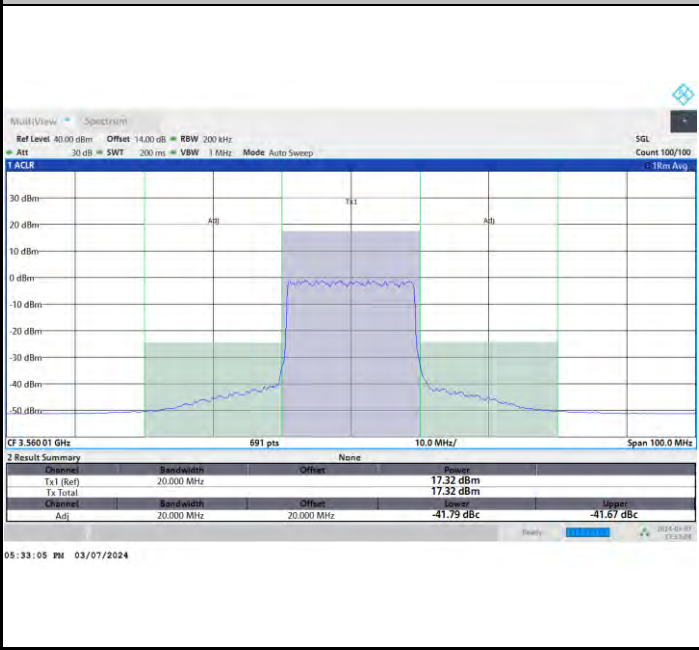 MultiView Spectrum
Ref Level 40.00 dBm Offset 14.00 dB RBW 200 kHz SGL
Att 30 dB SWT 200 ms VBW 1 MHz Mode Auto Sweep Count 100/100
1 ACLR 1Rm Avg
30 dBm
Tx1
20 dBm Adj Adj
10 dBm
0 dBm
-10 dBm
-20 dBm
-30 dBm
-40 dBm
-50 dBm
CF 3.560 01 GHz 691 pts 10.0 MHz/ Span 100.0 MHz
2 Result Summary None
Channel Bandwidth Offset Power
Tx1 (Ref) 20.000 MHz 17.32 dBm
Tx Total 17.32 dBm
Channel Bandwidth Offset Lower Upper
Adj 20.000 MHz 20.000 MHz -41.79 dBc -41.67 dBc
Ready
05:33:05 PM 03/07/2024